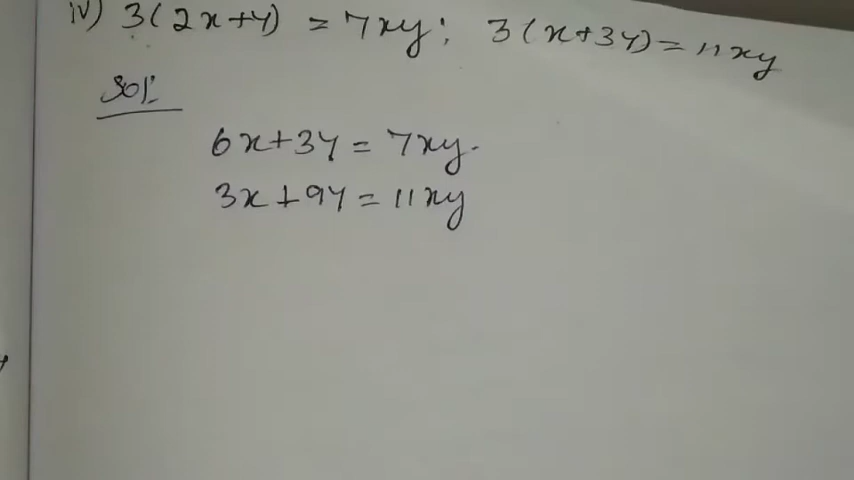 iv) 3(2x+y) = 7xy; 3(x+3y) = 11xy
Sol:
6x+3y = 7xy.
3x+9y = 11xy